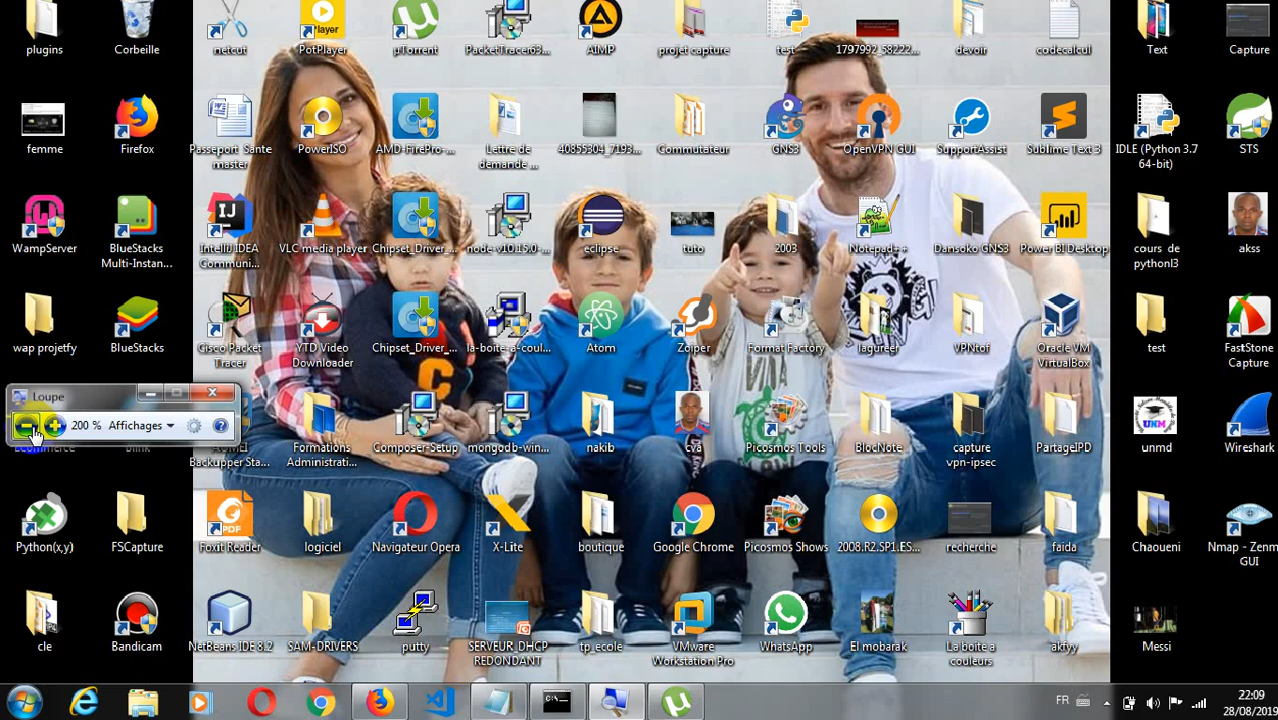 plugins
Corbeille
netcut
PotPlayer
µTorrent
PacketTracer63...
AIMP
projet capture
test
1797992_58222...
devoir
codecalcul
Text
Capture
femme
Firefox
Passeport_Sante
master
PowerISO
AMD-FirePro-...
Lettre de
demande ...
40855304_7193...
Commutateur
GNS3
OpenVPN GUI
SupportAssist
Sublime Text 3
IDLE (Python 3.7
64-bit)
STS
WampServer
BlueStacks
Multi-Instan...
IntelliJ IDEA
Communi...
VLC media player
Chipset_Driver_...
node-v10.15.0-...
eclipse
tuto
2003
Notepad++
Dansoko GNS3
Power BI Desktop
cours de
pythonl3
akss
wap projetfy
BlueStacks
Cisco Packet
Tracer
YTD Video
Downloader
Chipset_Driver_...
la-boite-a-coul...
Atom
Zoiper
Format Factory
lagureer
VPNtof
Oracle VM
VirtualBox
test
FastStone
Capture
Loupe
200 %
Affichages
Ecommerce
blink
AOMEI
Backupper Sta...
Formations
Administrati...
Composer-Setup
mongodb-win...
nakib
cva
Picosmos Tools
BlocNote
capture
vpn-ipsec
PartageIPD
unmd
Wireshark
Python(x,y)
FSCapture
Foxit Reader
logiciel
Navigateur Opera
X-Lite
boutique
Google Chrome
Picosmos Shows
2008.R2.SP1.ES...
recherche
faida
Chaoueni
Nmap - Zenm
GUI
cle
Bandicam
NetBeans IDE 8.2
SAM-DRIVERS
putty
SERVEUR_DHCP
REDONDANT
tp_ecole
VMware
Workstation Pro
WhatsApp
El mobarak
La boite a
couleurs
akfyy
Messi
FR
22:09
28/08/2019